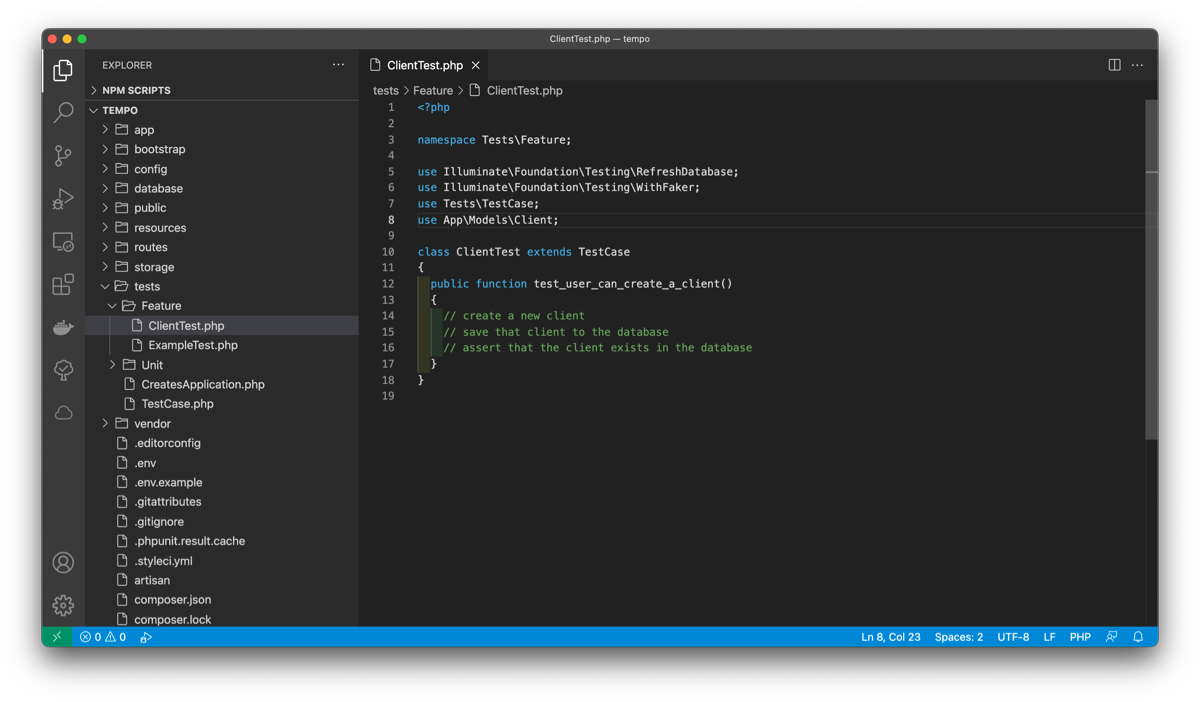 ClientTest.php — tempo
EXPLORER
NPM SCRIPTS
TEMPO
app
bootstrap
config
database
public
resources
routes
storage
tests
Feature
ClientTest.php
ExampleTest.php
Unit
CreatesApplication.php
TestCase.php
vendor
.editorconfig
.env
.env.example
.gitattributes
.gitignore
.phpunit.result.cache
.styleci.yml
artisan
composer.json
composer.lock
ClientTest.php
tests > Feature > ClientTest.php
1 <?php
2
3 namespace Tests\Feature;
4
5 use Illuminate\Foundation\Testing\RefreshDatabase;
6 use Illuminate\Foundation\Testing\WithFaker;
7 use Tests\TestCase;
8 use App\Models\Client;
9
10 class ClientTest extends TestCase
11 {
12 public function test_user_can_create_a_client()
13 {
14 // create a new client
15 // save that client to the database
16 // assert that the client exists in the database
17 }
18 }
19
0 0 Ln 8, Col 23 Spaces: 2 UTF-8 LF PHP